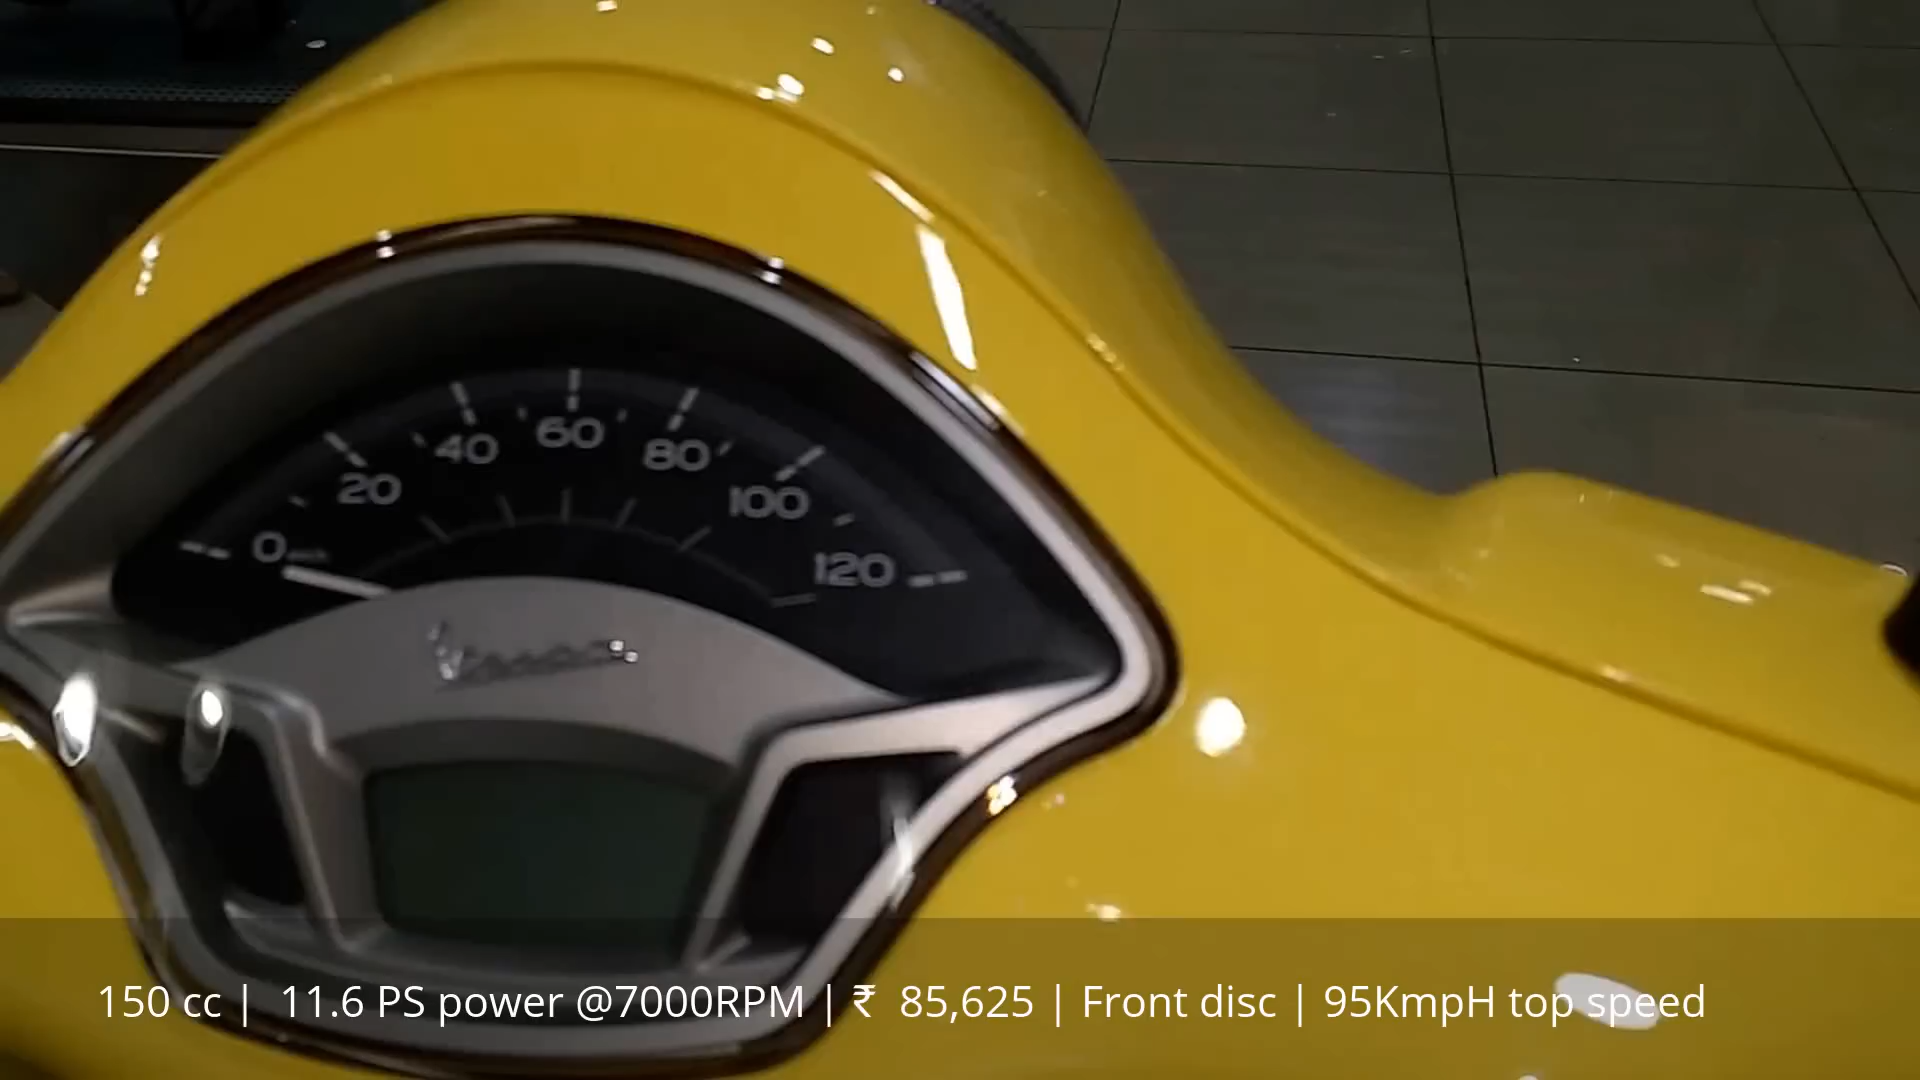 0 20 40 60 80 100 120
Vespa
150 cc | 11.6 PS power @7000RPM | ₹ 85,625 | Front disc | 95KmpH top speed